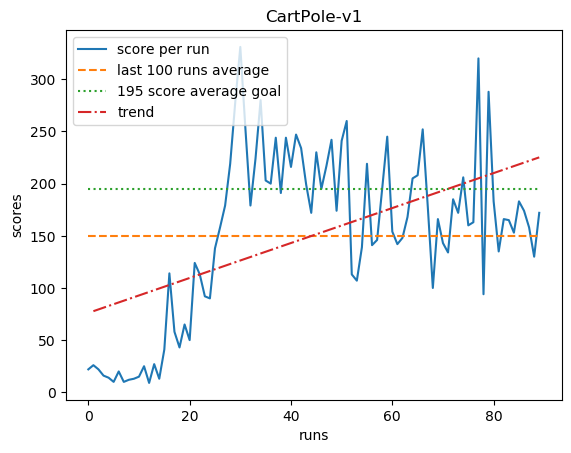 CartPole-v1
score per run
last 100 runs average
195 score average goal
trend
scores
300
250
200
150
100
50
0
0
20
40
60
80
runs